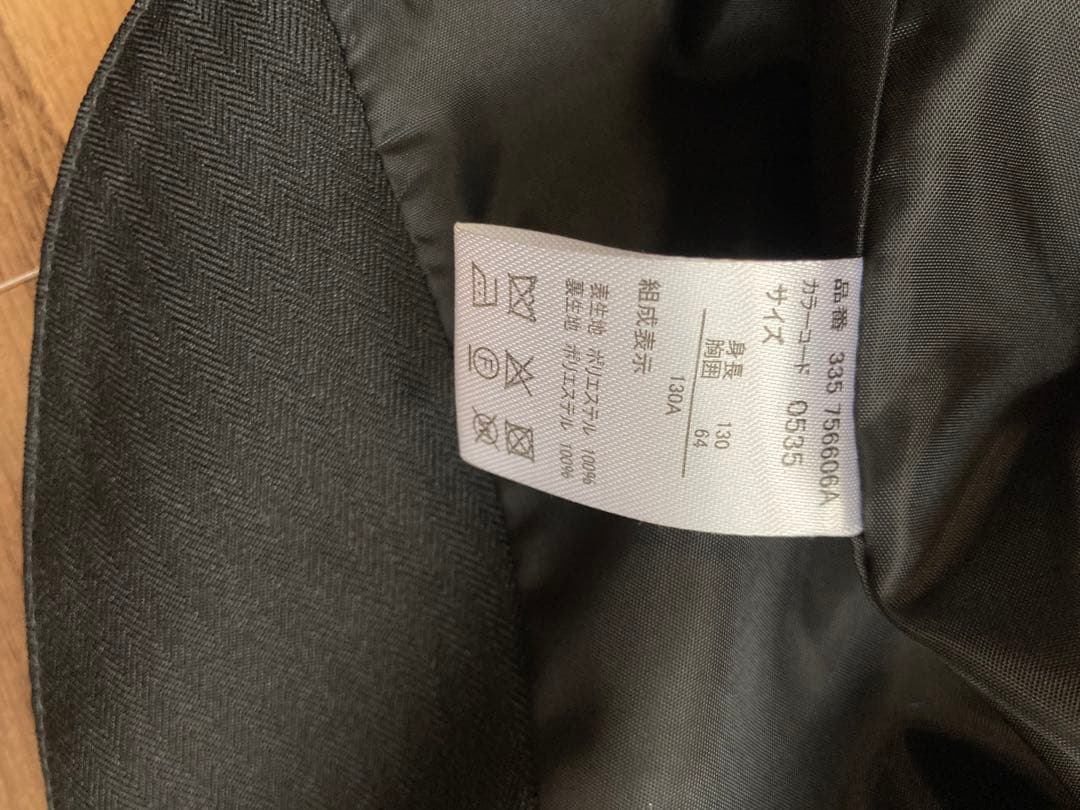 品番 335 756606A
カラーコード 0535
サイズ
身長 130
胸囲 64
130A
組成表示
表生地 ポリエステル 100%
裏生地 ポリエステル 100%
F